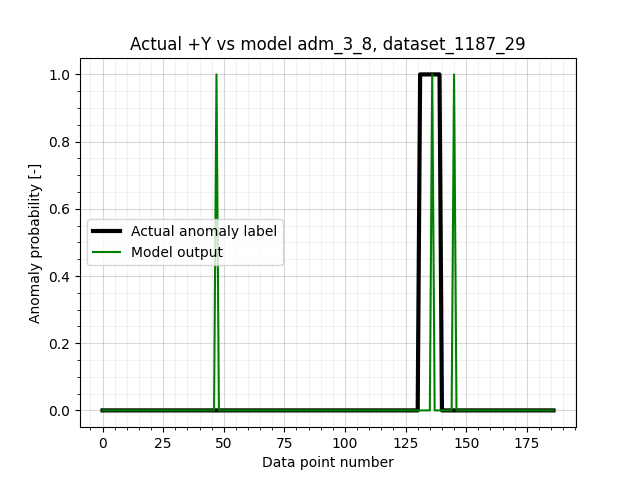 Actual +Y vs model adm_3_8, dataset_1187_29
Anomaly probability [-]
1.0
0.8
0.6
0.4
0.2
0.0
Actual anomaly label
Model output
0 25 50 75 100 125 150 175
Data point number